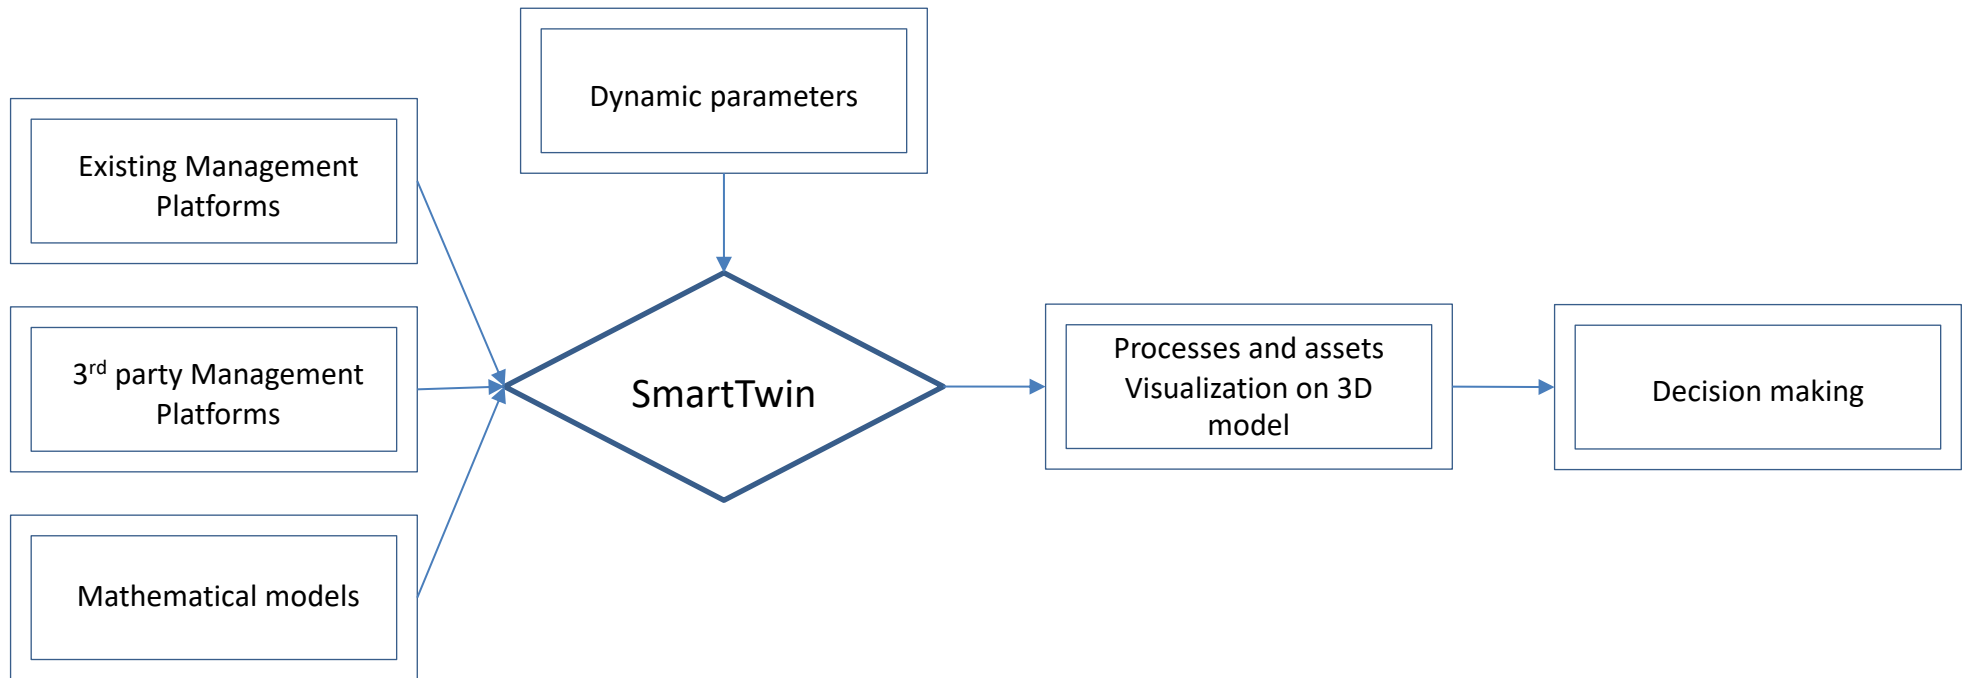 Dynamic parameters
Existing Management
Platforms
3rd party Management
Platforms
Mathematical models
SmartTwin
Processes and assets
Visualization on 3D
model
Decision making